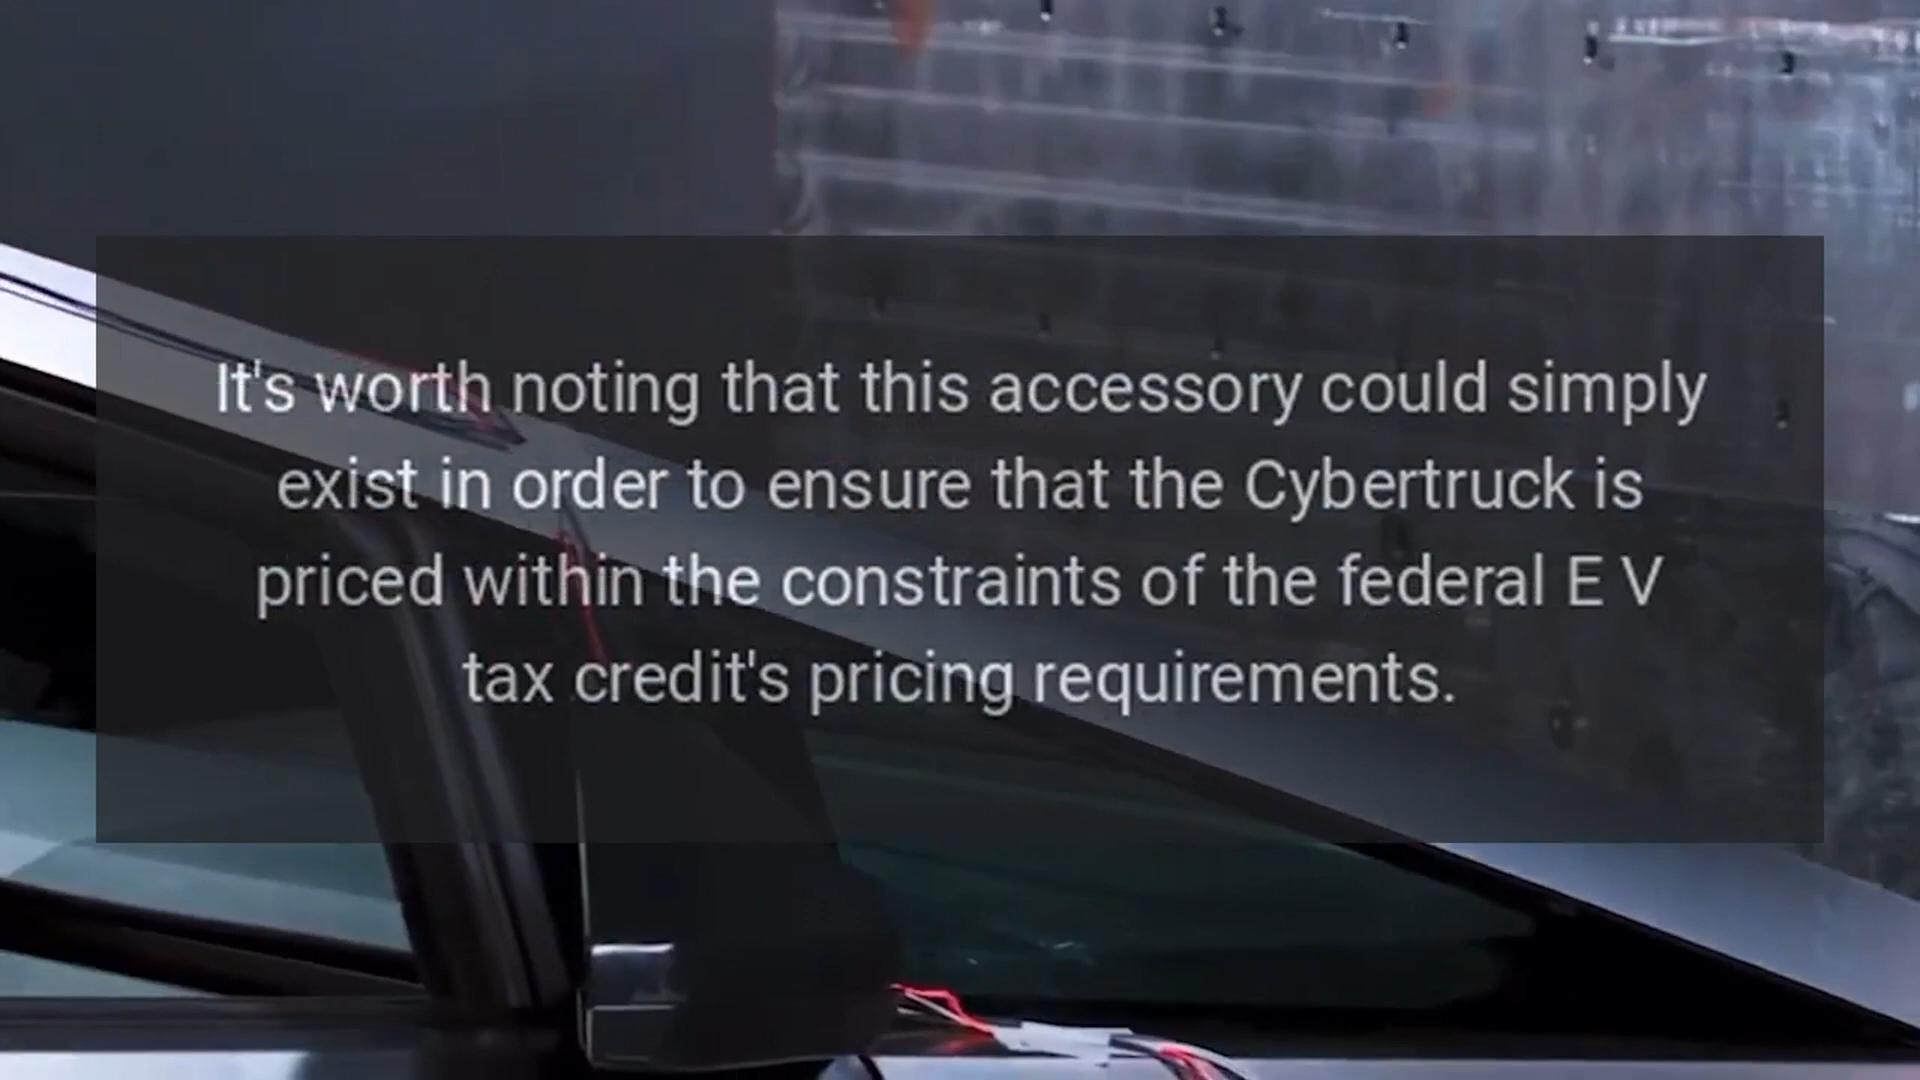 It's worth noting that this accessory could simply
exist in order to ensure that the Cybertruck is
priced within the constraints of the federal E V
tax credit's pricing requirements.